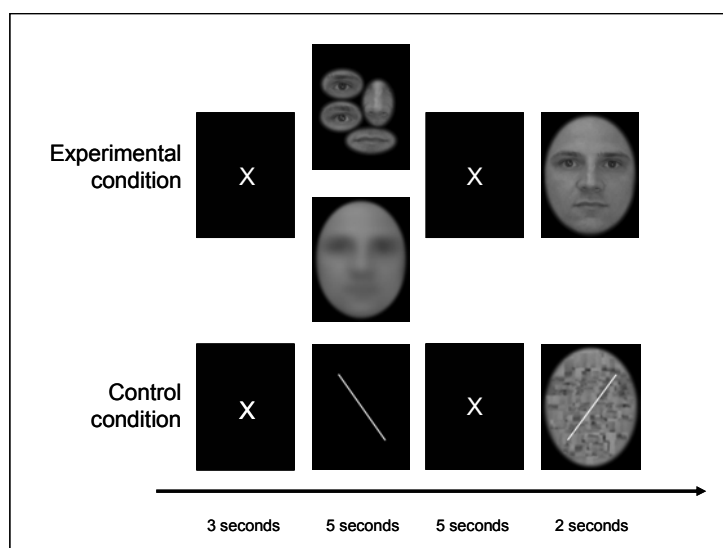 Experimental
condition
X
X
Control
condition
X
X
3 seconds
5 seconds
5 seconds
2 seconds